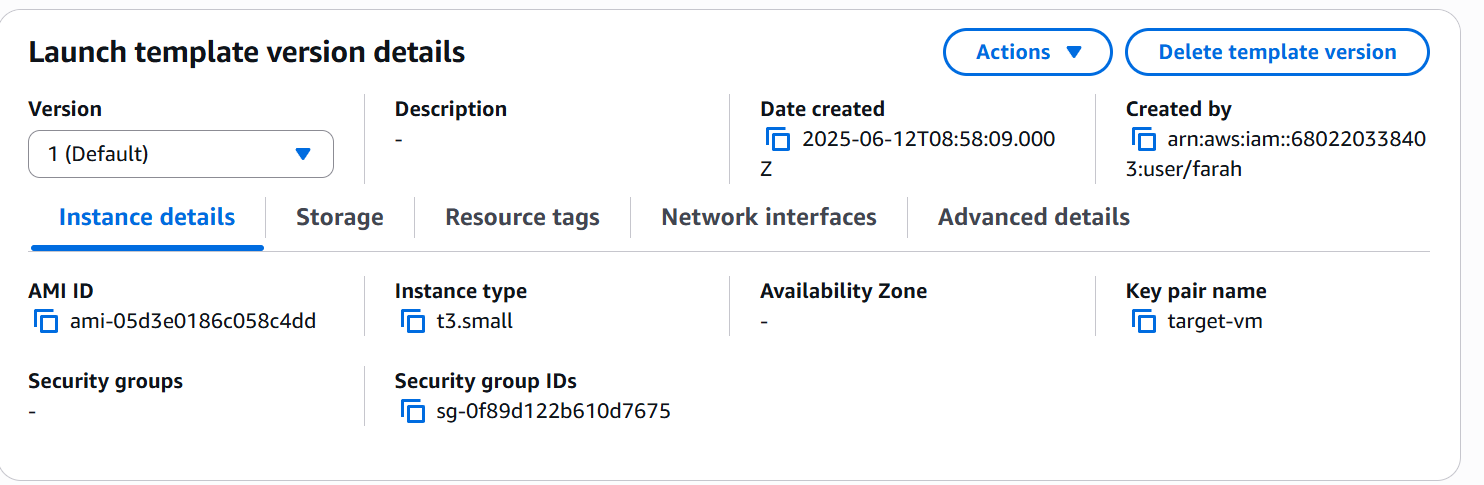 Launch template version details
Actions
Delete template version
Version
1 (Default)
Description
-
Date created
2025-06-12T08:58:09.000
Z
Created by
arn:aws:iam::68022033840
3:user/farah
Instance details
Storage
Resource tags
Network interfaces
Advanced details
AMI ID
ami-05d3e0186c058c4dd
Instance type
t3.small
Availability Zone
-
Key pair name
target-vm
Security groups
-
Security group IDs
sg-0f89d122b610d7675